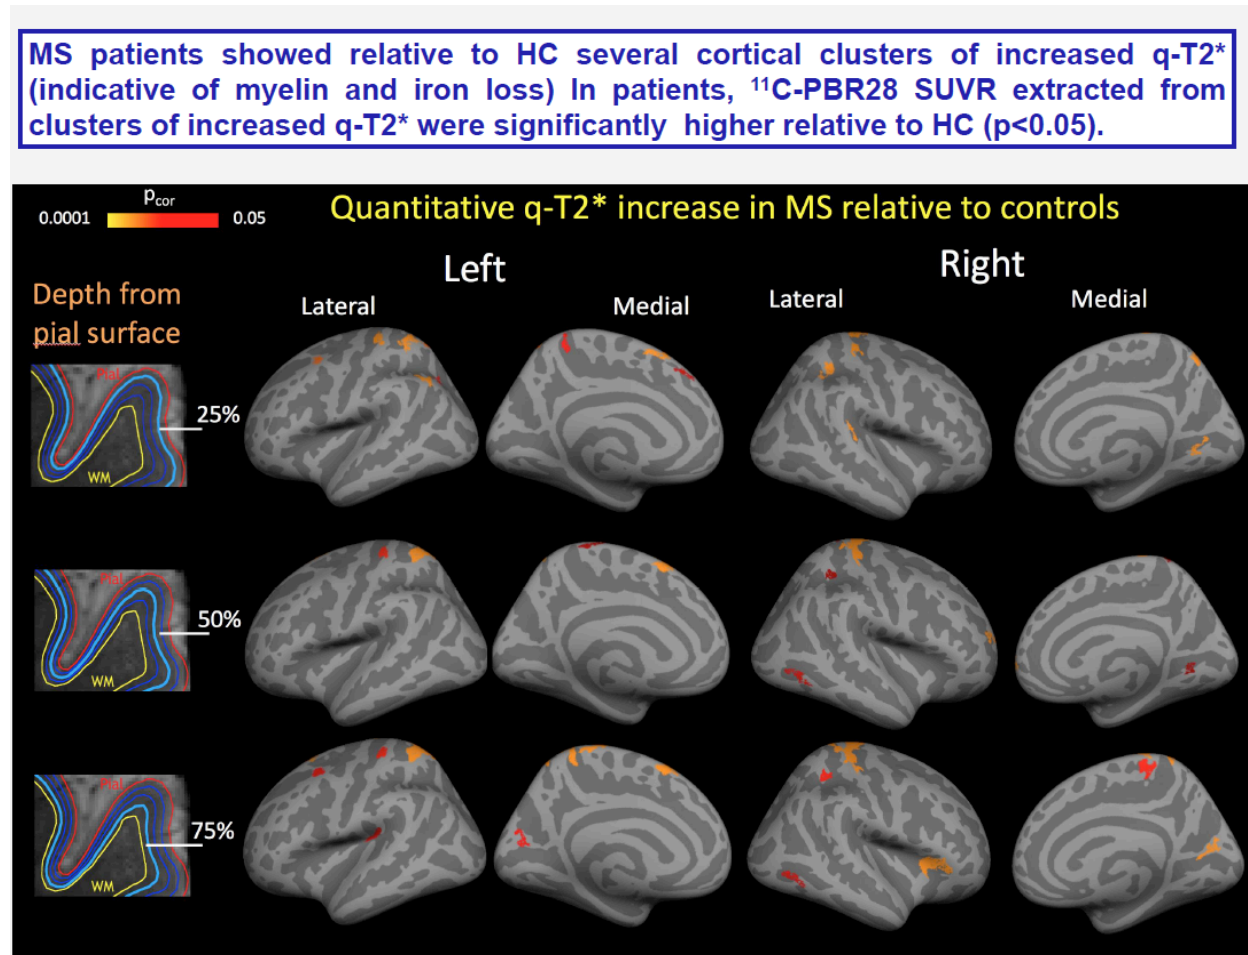 MS patients showed relative to HC several cortical clusters of increased q-T2*
(indicative of myelin and iron loss) In patients, ¹¹C-PBR28 SUVR extracted from
clusters of increased q-T2* were significantly higher relative to HC (p<0.05).
p_cor
0.0001 0.05
Quantitative q-T2* increase in MS relative to controls
Left
Right
Depth from
pial surface
Lateral
Medial
Lateral
Medial
Pial
25%
WM
Pial
50%
WM
Pial
75%
WM